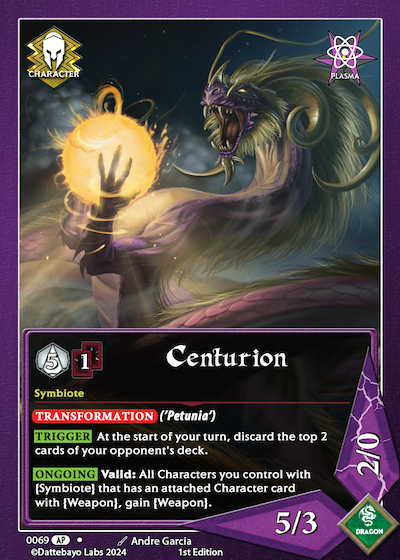 CHARACTER
PLASMA
5
1
Centurion
Symbiote
TRANSFORMATION ('Petunia')
TRIGGER At the start of your turn, discard the top 2
cards of your opponent's deck.
ONGOING Valid: All Characters you control with
[Symbiote] that has an attached Character card
with [Weapon], gain [Weapon].
2/0
5/3
DRAGON
0069 AP • Andre Garcia
©Dattebayo Labs 2024 1st Edition